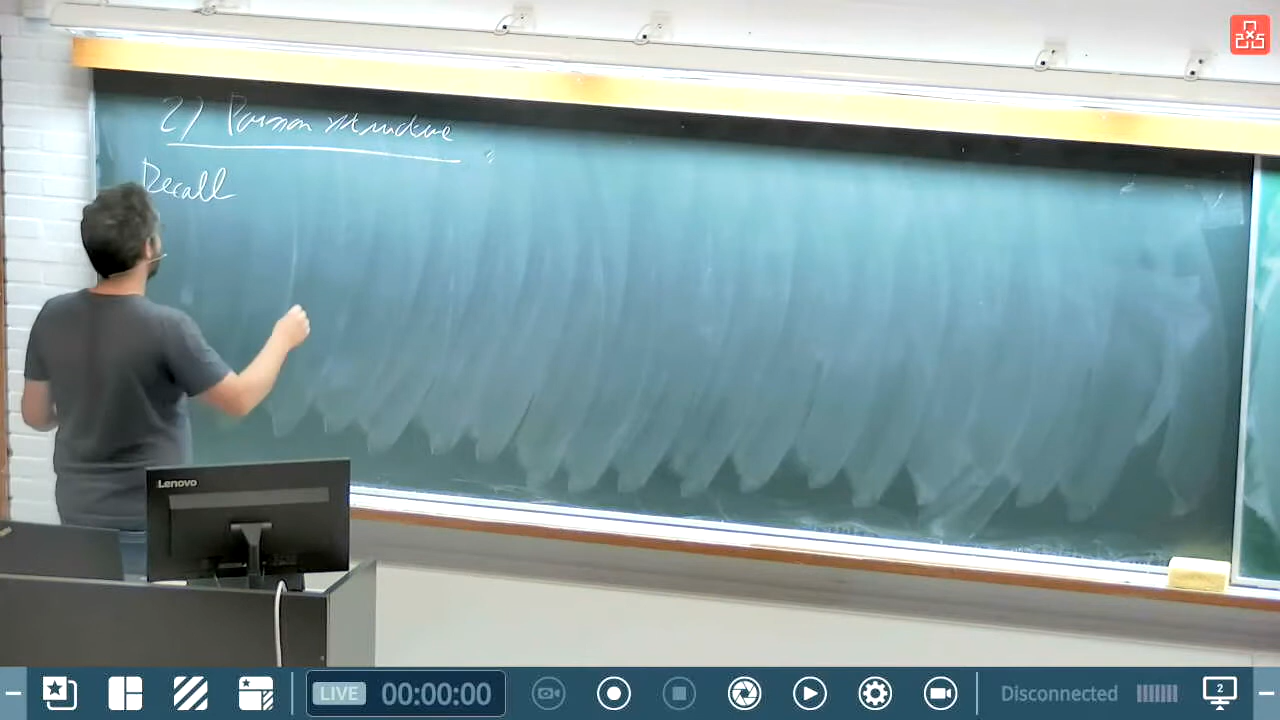 2) Poisson structure
Recall
Lenovo
LIVE 00:00:00 Disconnected 2